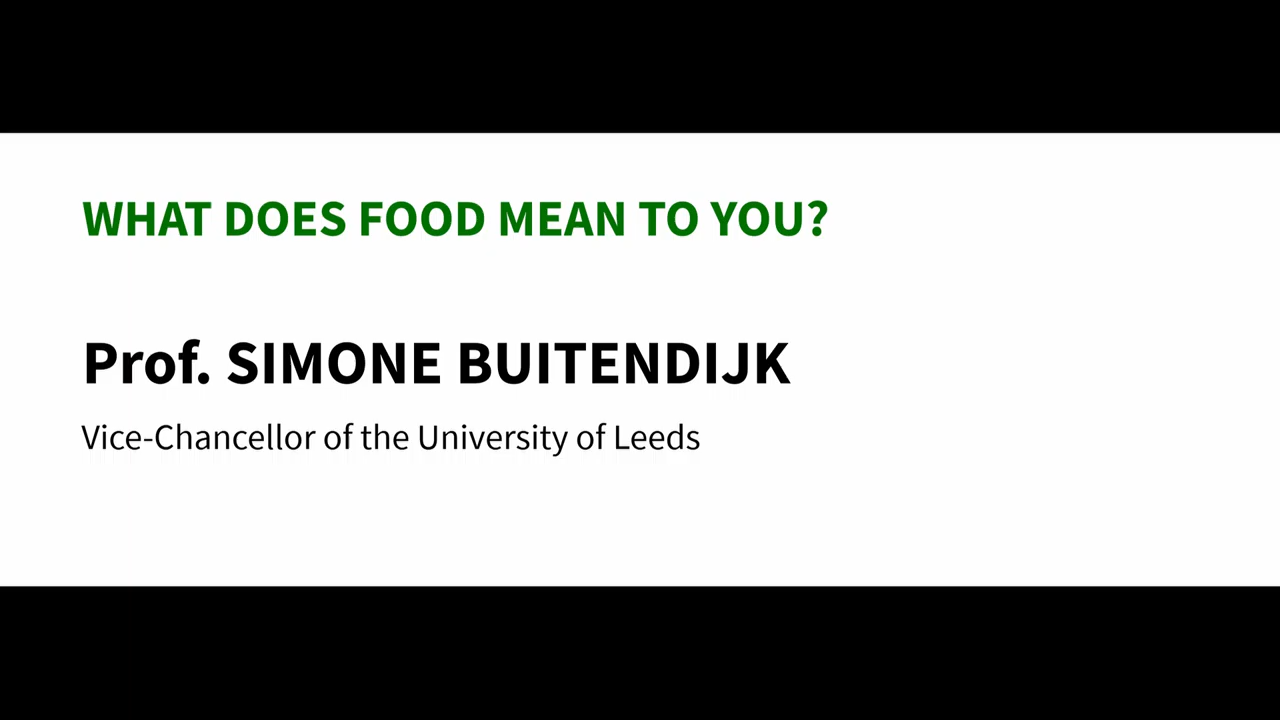 WHAT DOES FOOD MEAN TO YOU?
Prof. SIMONE BUITENDIJK
Vice-Chancellor of the University of Leeds